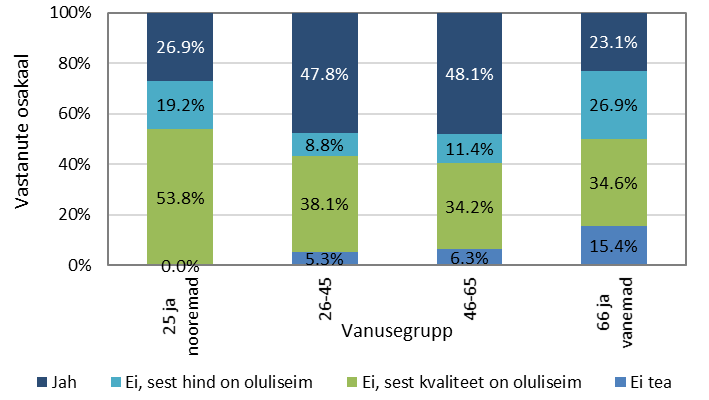 Vastanute osakaal
100%
80%
60%
40%
20%
0%
26.9%
19.2%
53.8%
0.0%
47.8%
8.8%
38.1%
5.3%
48.1%
11.4%
34.2%
6.3%
23.1%
26.9%
34.6%
15.4%
25 ja
nooremad
26-45
46-65
66 ja
vanemad
Vanusegrupp
Jah
Ei, sest hind on oluliseim
Ei, sest kvaliteet on oluliseim
Ei tea